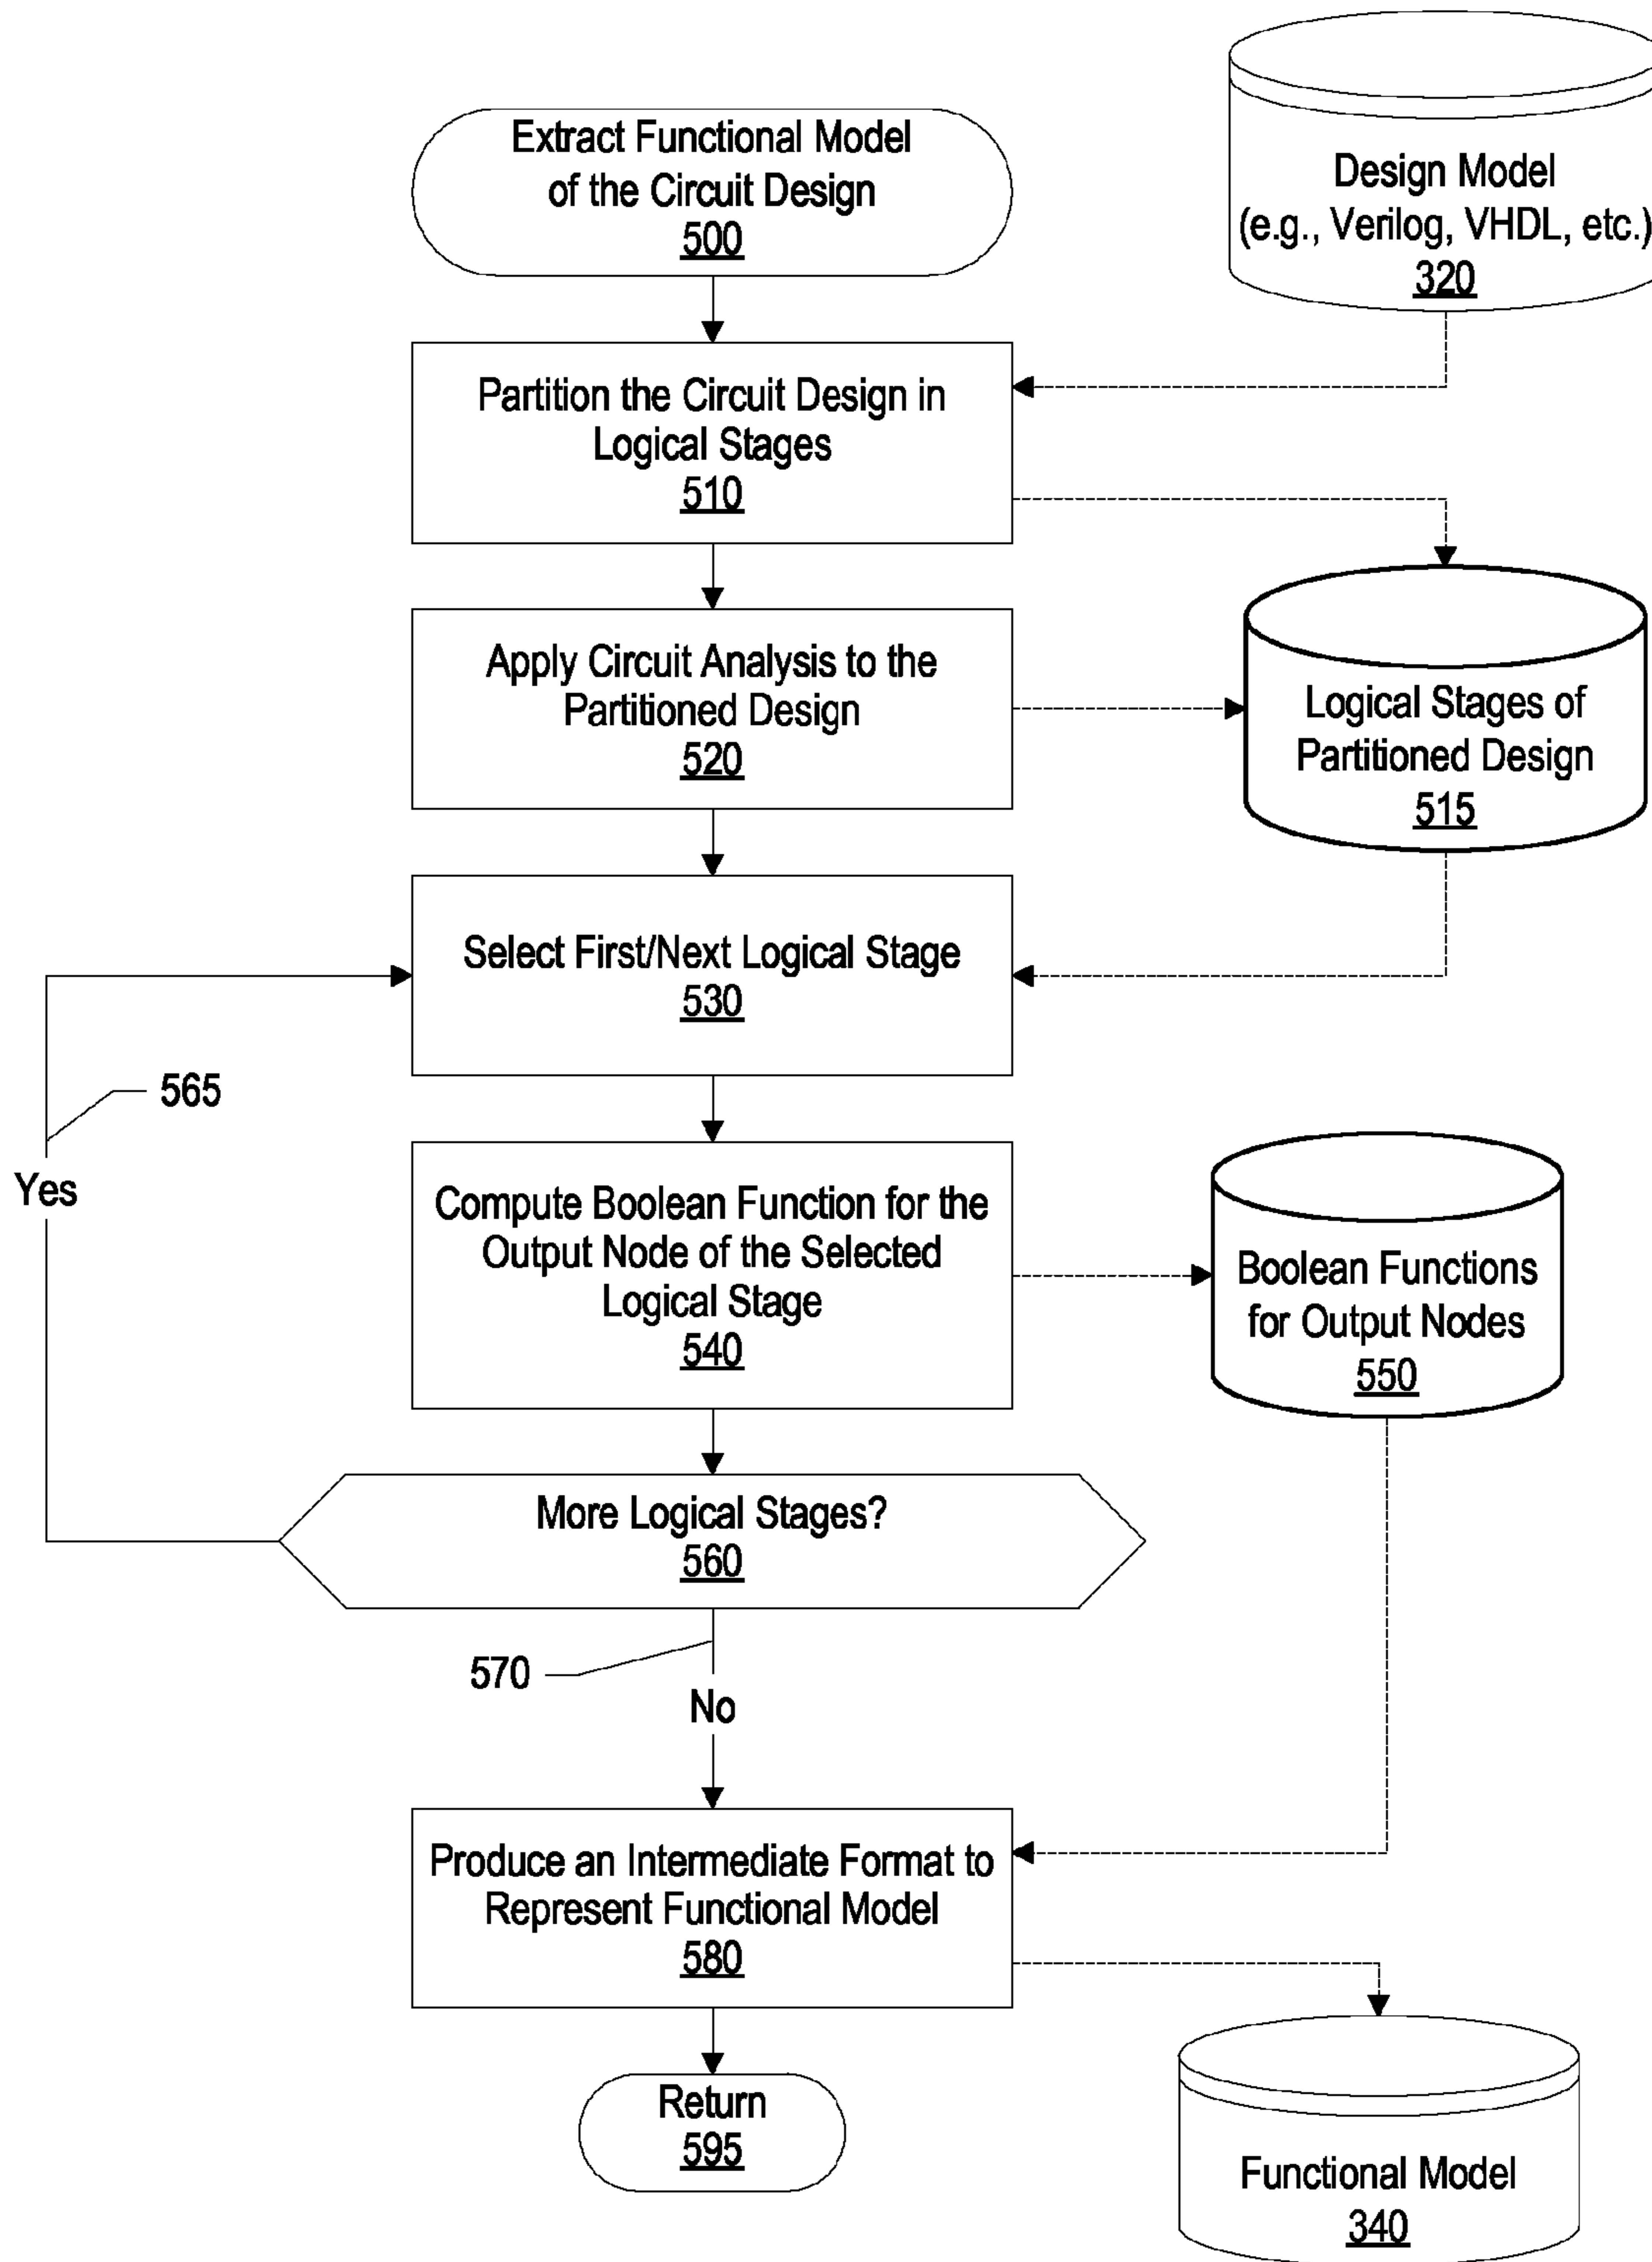 Extract Functional Model
of the Circuit Design
500
Design Model
(e.g., Verilog, VHDL, etc.)
320
Partition the Circuit Design in
Logical Stages
510
Apply Circuit Analysis to the
Partitioned Design
520
Logical Stages of
Partitioned Design
515
Select First/Next Logical Stage
530
565
Yes
Compute Boolean Function for the
Output Node of the Selected
Logical Stage
540
Boolean Functions
for Output Nodes
550
More Logical Stages?
560
570
No
Produce an Intermediate Format to
Represent Functional Model
580
Return
595
Functional Model
340